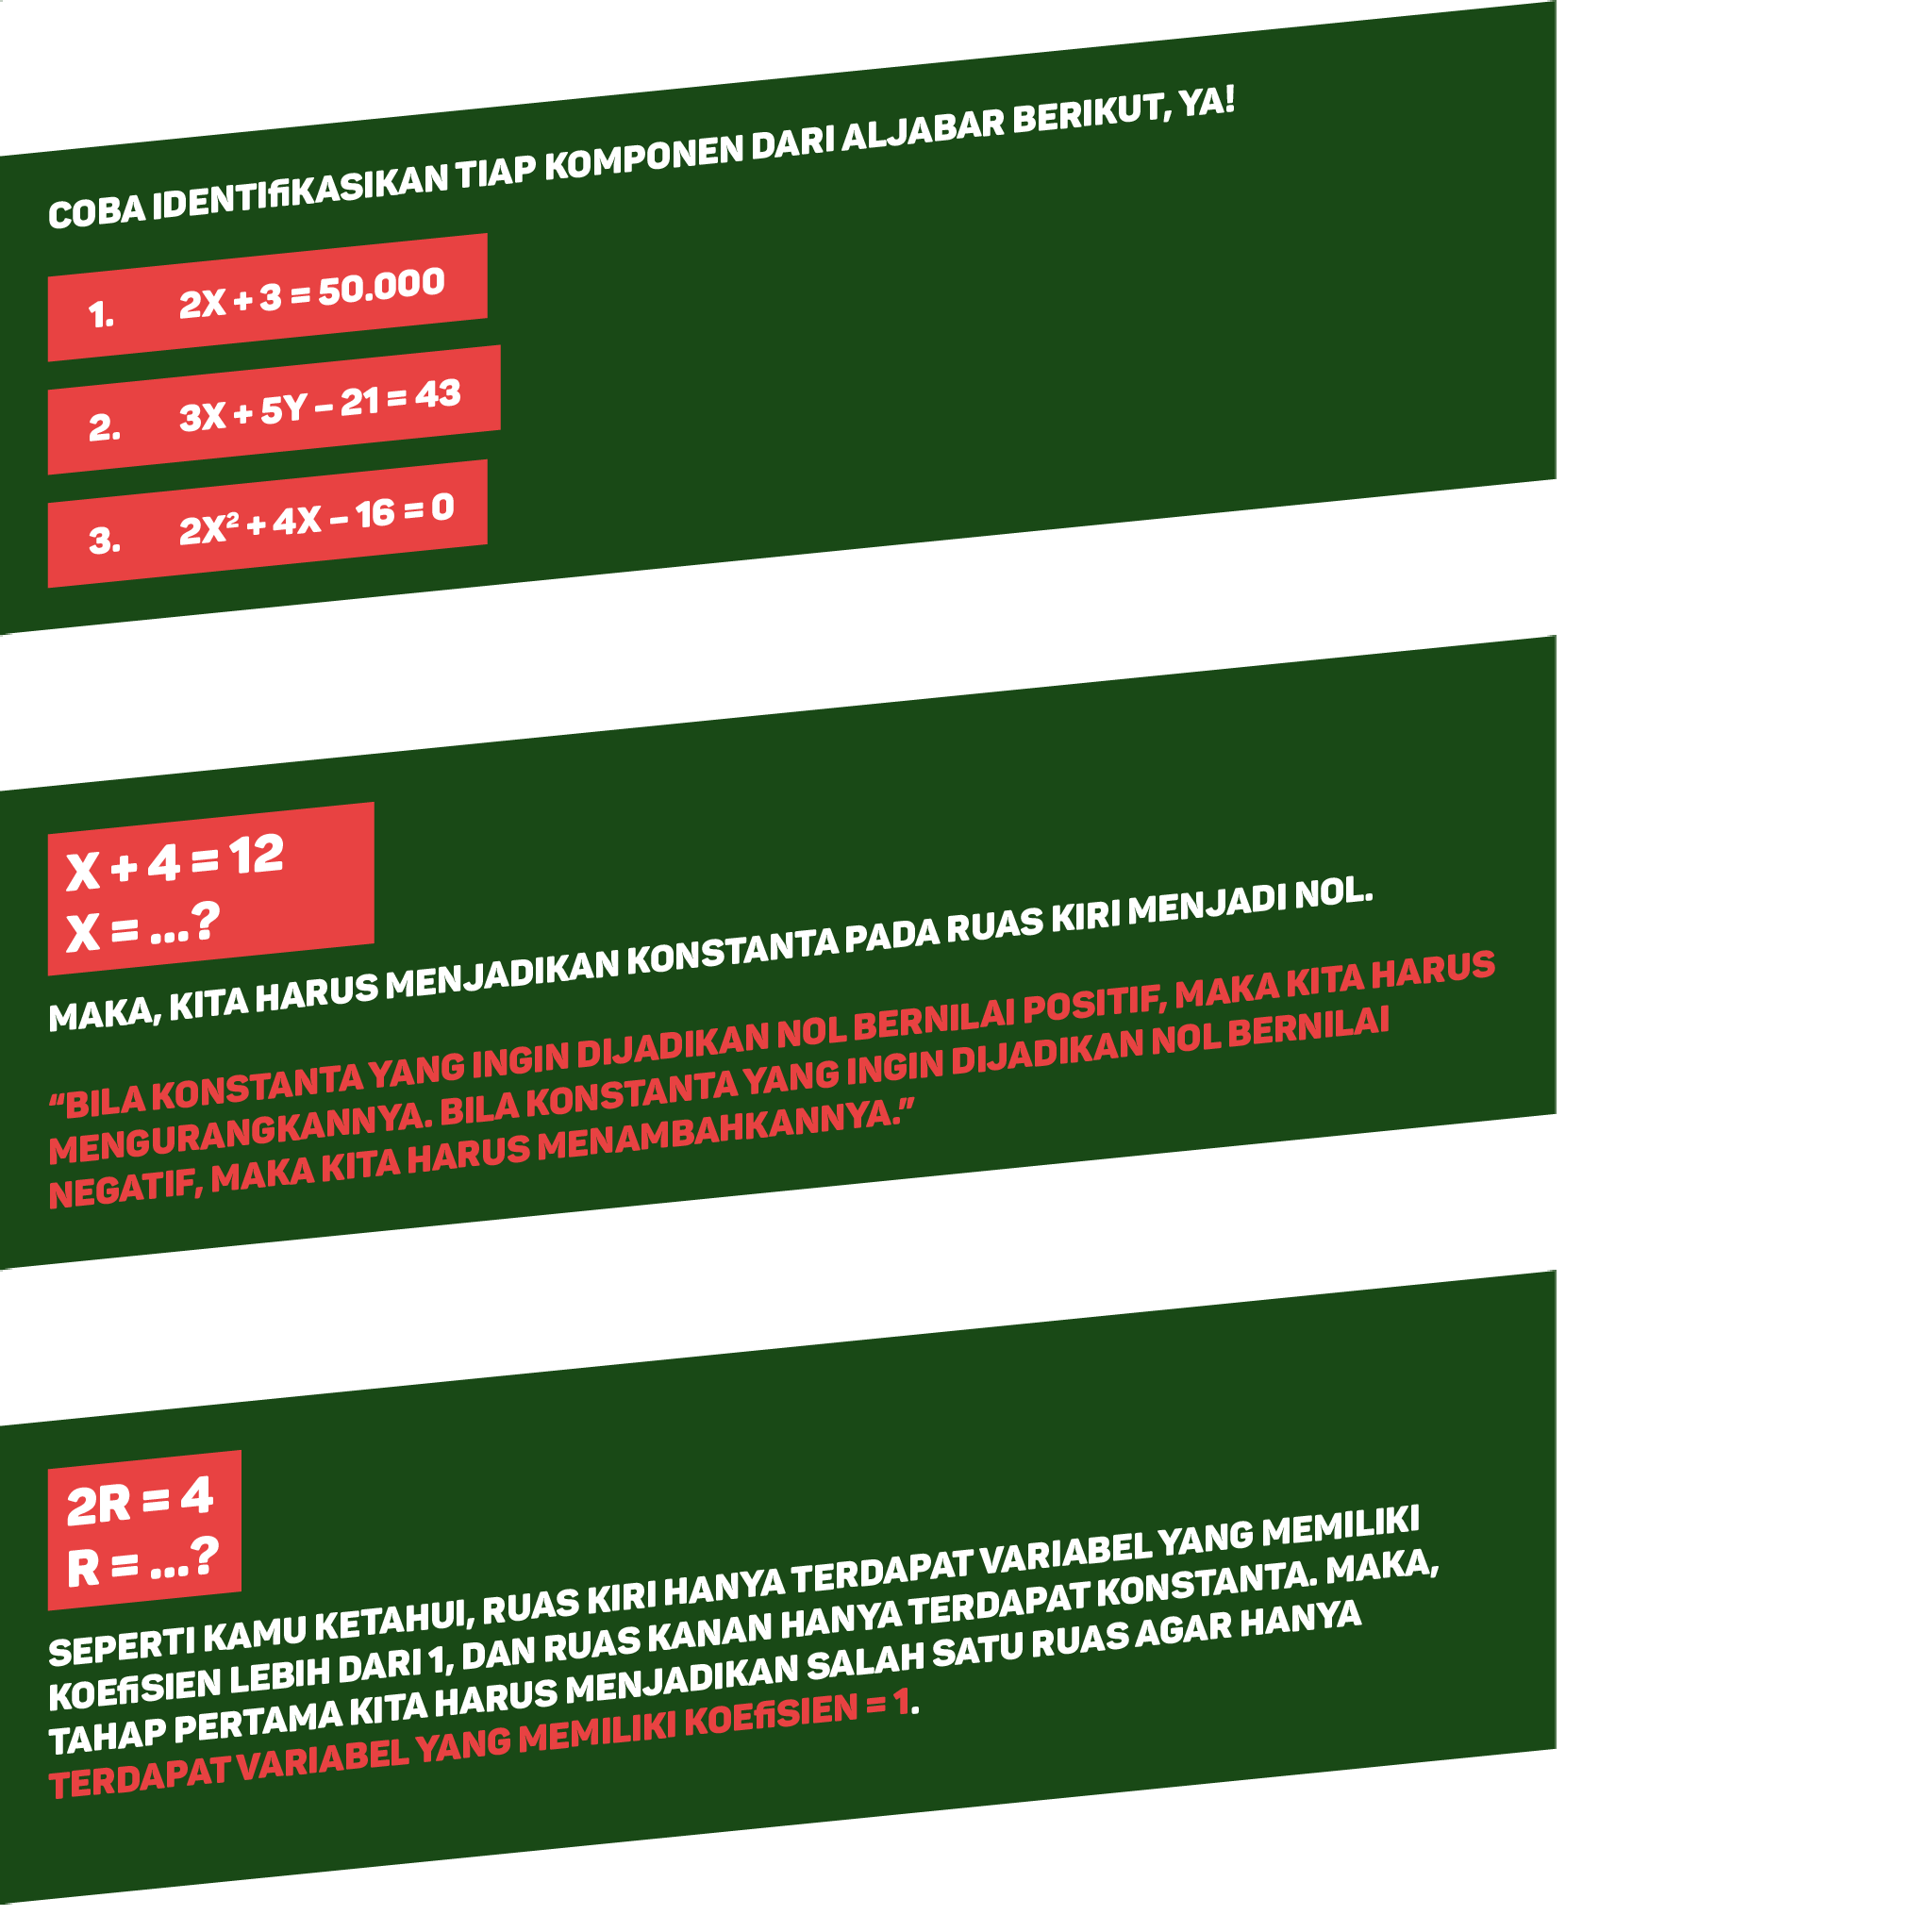 COBA IDENTIfiKASIKAN TIAP KOMPONEN DARI ALJABAR BERIKUT, YA!
1. 2X + 3 = 50.000
2. 3X + 5Y – 21 = 43
3. 2X² + 4X – 16 = 0
X + 4 = 12
X = ...?
MAKA, KITA HARUS MENJADIKAN KONSTANTA PADA RUAS KIRI MENJADI NOL.
“BILA KONSTANTA YANG INGIN DIJADIKAN NOL BERNILAI POSITIF, MAKA KITA HARUS
MENGURANGKANNYA. BILA KONSTANTA YANG INGIN DIJADIKAN NOL BERNILAI
NEGATIF, MAKA KITA HARUS MENAMBAHKANNYA.”
2R = 4
R = ...?
SEPERTI KAMU KETAHUI, RUAS KIRI HANYA TERDAPAT VARIABEL YANG MEMILIKI
KOEfiSIEN LEBIH DARI 1, DAN RUAS KANAN HANYA TERDAPAT KONSTANTA. MAKA,
TAHAP PERTAMA KITA HARUS MENJADIKAN SALAH SATU RUAS AGAR HANYA
TERDAPAT VARIABEL YANG MEMILIKI KOEfiSIEN = 1.